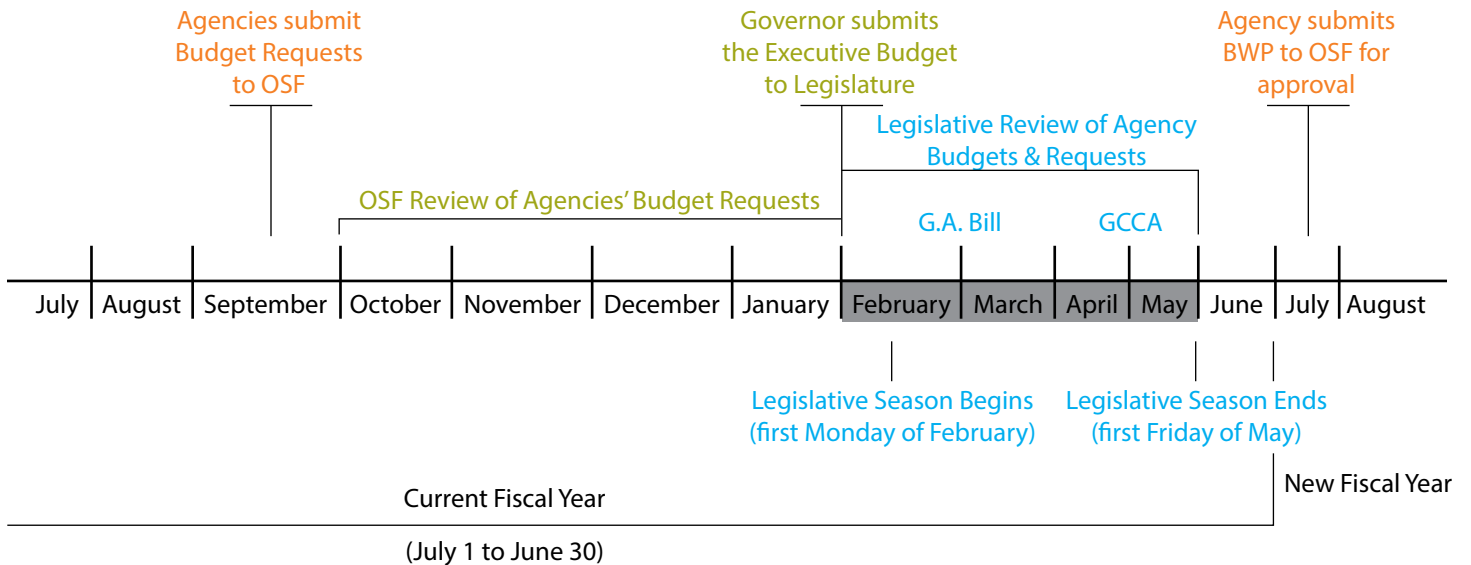 Agencies submit
Budget Requests
to OSF
Governor submits
the Executive Budget
to Legislature
Agency submits
BWP to OSF for
approval
Legislative Review of Agency
Budgets & Requests
OSF Review of Agencies' Budget Requests
G.A. Bill
GCCA
July August September October November December January February March April May June July August
Legislative Season Begins
(first Monday of February)
Legislative Season Ends
(first Friday of May)
Current Fiscal Year
(July 1 to June 30)
New Fiscal Year